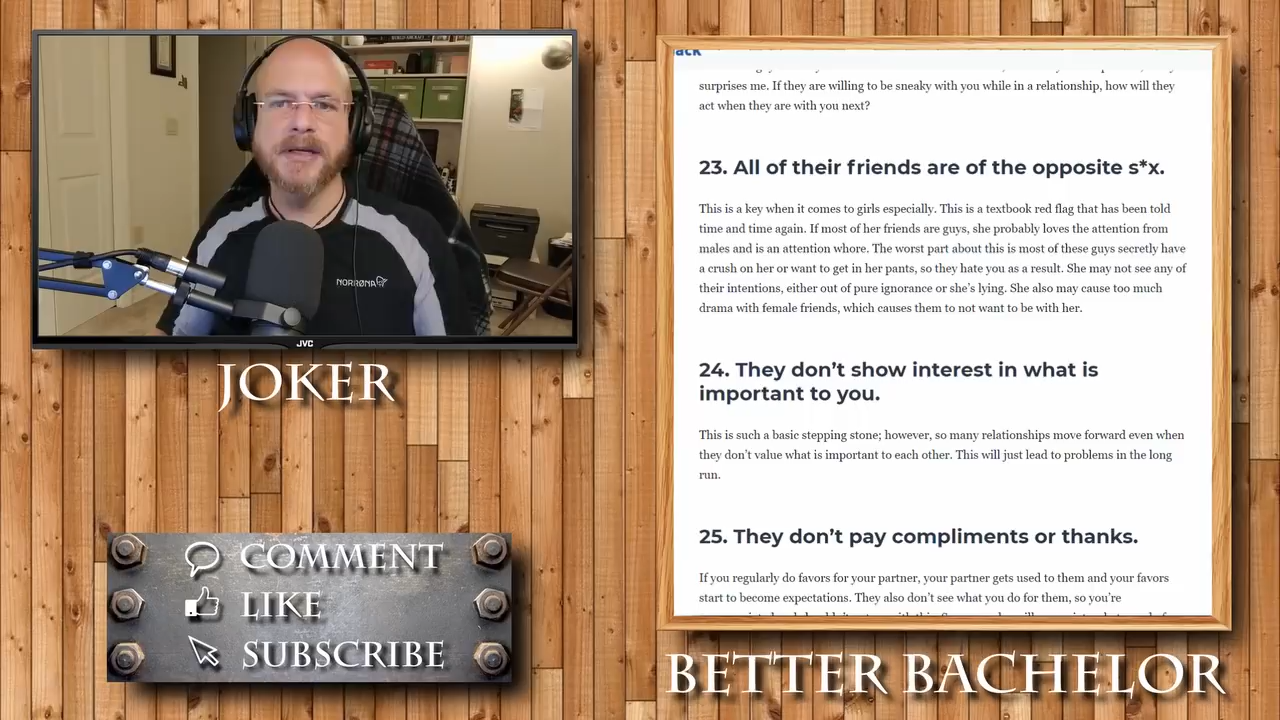 NORRØNA
JVC
JOKER
COMMENT
LIKE
SUBSCRIBE
ack
surprises me. If they are willing to be sneaky with you while in a relationship, how will they
act when they are with you next?
23. All of their friends are of the opposite s*x.
This is a key when it comes to girls especially. This is a textbook red flag that has been told
time and time again. If most of her friends are guys, she probably loves the attention from
males and is an attention whore. The worst part about this is most of these guys secretly have
a crush on her or want to get in her pants, so they hate you as a result. She may not see any of
their intentions, either out of pure ignorance or she's lying. She also may cause too much
drama with female friends, which causes them to not want to be with her.
24. They don't show interest in what is
important to you.
This is such a basic stepping stone; however, so many relationships move forward even when
they don't value what is important to each other. This will just lead to problems in the long
run.
25. They don't pay compliments or thanks.
If you regularly do favors for your partner, your partner gets used to them and your favors
start to become expectations. They also don't see what you do for them, so you're
BETTER BACHELOR